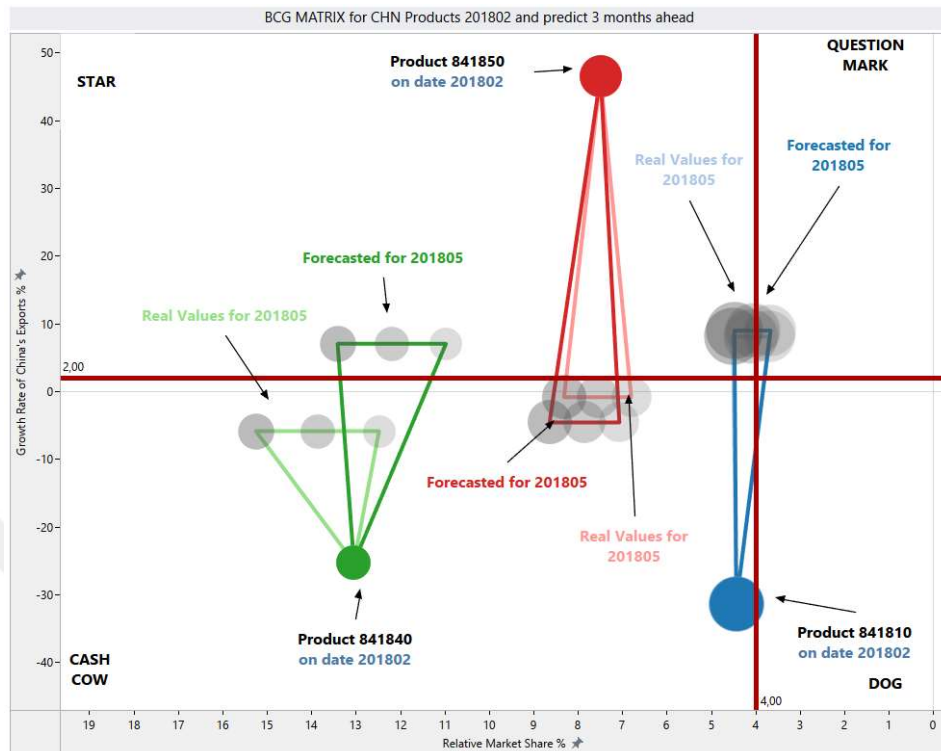 BCG MATRIX for CHN Products 201802 and predict 3 months ahead
STAR
Product 841850
on date 201802
QUESTION
MARK
Real Values for
201805
Forecasted for
201805
Forecasted for 201805
Real Values for 201805
2,00
Forecasted for 201805
Real Values for
201805
Product 841840
on date 201802
Product 841810
on date 201802
CASH
COW
DOG
4,00
Growth Rate of China's Exports %
50
40
30
20
10
0
-10
-20
-30
-40
19 18 17 16 15 14 13 12 11 10 9 8 7 6 5 4 3 2 1 0
Relative Market Share %